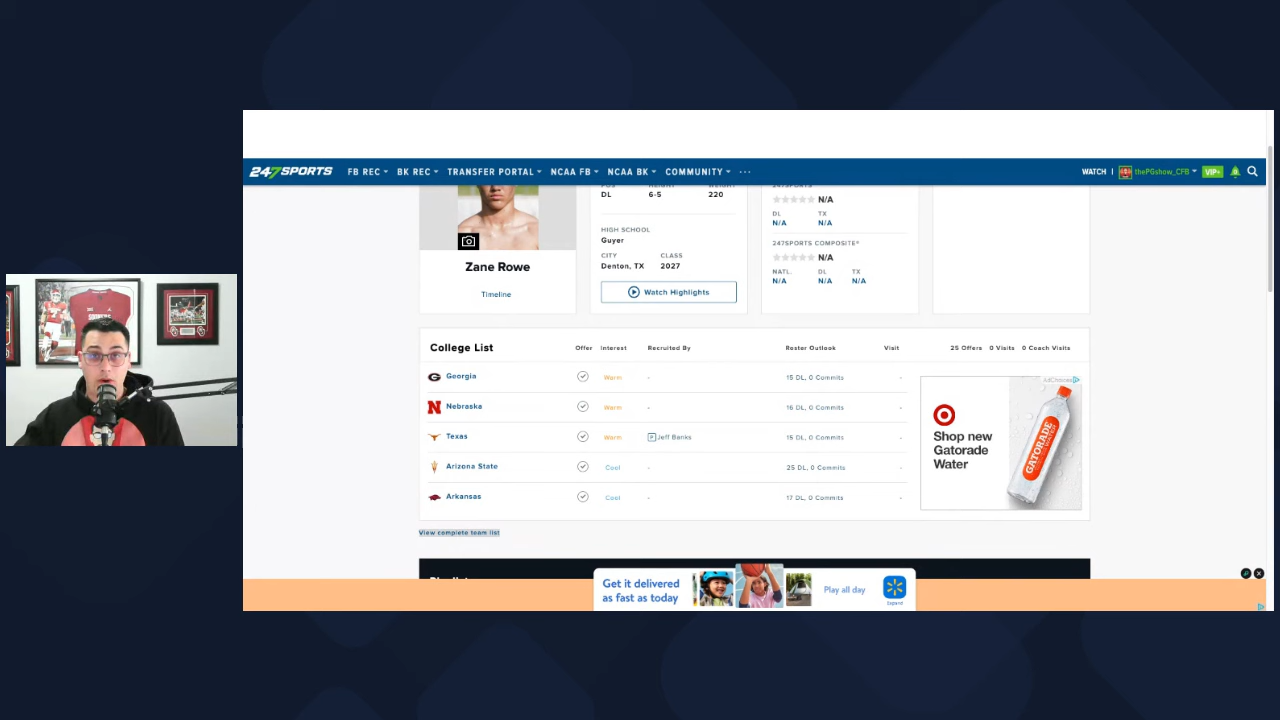 247SPORTS FB REC BK REC TRANSFER PORTAL NCAA FB NCAA BK COMMUNITY ··· WATCH | thePGshow_CFB VIP+
DL 6-5 220
Zane Rowe
Timeline
HIGH SCHOOL
Guyer
CITY CLASS
Denton, TX 2027
Watch Highlights
247SPORTS
N/A
DL TX
N/A N/A
247SPORTS COMPOSITE®
N/A
NATL. DL TX
N/A N/A N/A
College List Offer Interest Recruited By Roster Outlook Visit 25 Offers 0 Visits 0 Coach Visits
Georgia Warm - 15 DL, 0 Commits -
Nebraska Warm - 16 DL, 0 Commits -
Texas Warm P Jeff Banks 15 DL, 0 Commits -
Arizona State Cool - 25 DL, 0 Commits -
Arkansas Cool - 17 DL, 0 Commits -
View complete team list
AdChoices
Shop new
Gatorade
Water
GATORADE
WATER
Get it delivered
as fast as today
Play all day
Expand